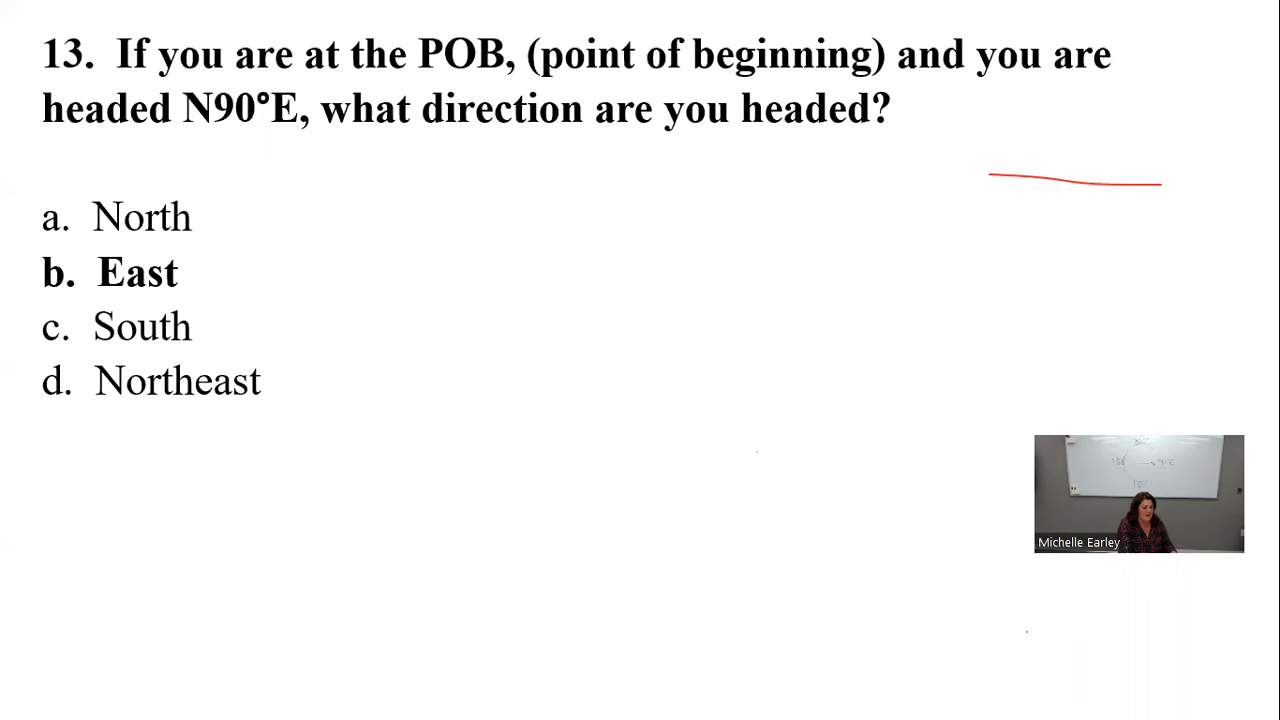 13. If you are at the POB, (point of beginning) and you are
headed N90°E, what direction are you headed?
a. North
b. East
c. South
d. Northeast
Michelle Earley